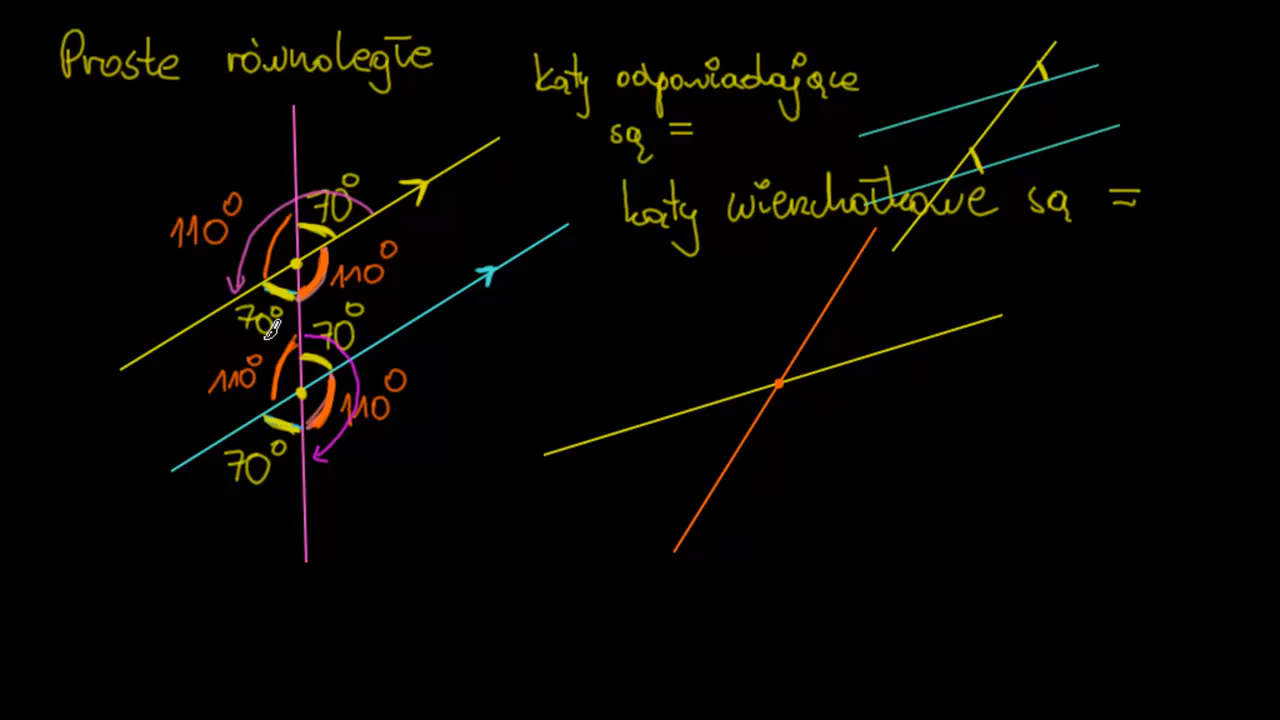 Proste równoległe
kąty odpowiadające
są =
kąty wierzchołkowe są =
70°
110°
110°
70°
70°
110°
110°
70°